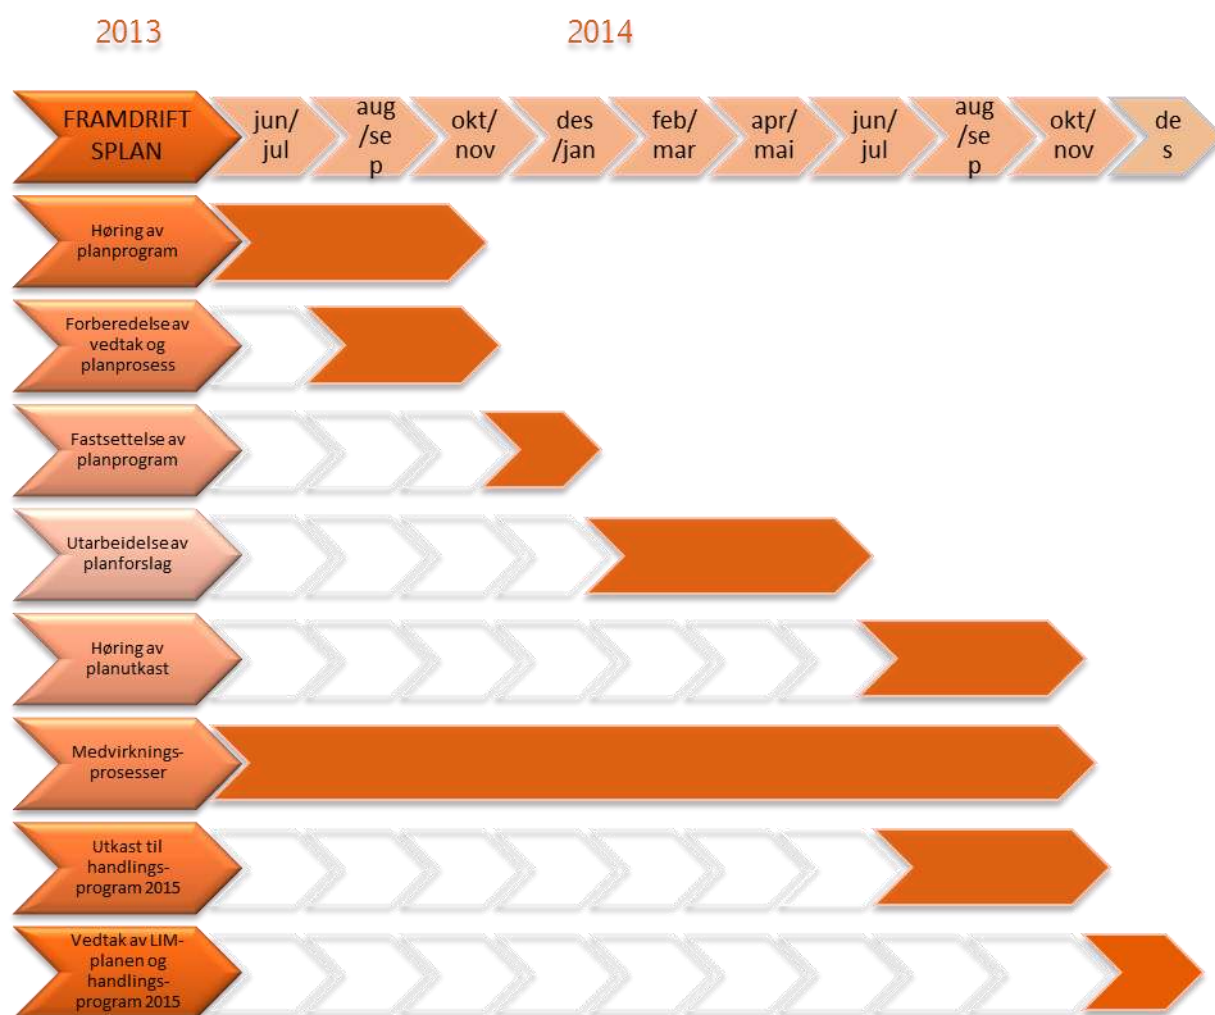 2013
2014
FRAMDRIFT
SPLAN
jun/
jul
aug
/se
p
okt/
nov
des
/jan
feb/
mar
apr/
mai
jun/
jul
aug
/se
p
okt/
nov
de
s
Høring av
planprogram
Forberedelse av
vedtak og
planprosess
Fastsettelse av
planprogram
Utarbeidelse av
planforslag
Høring av
planutkast
Medvirknings-
prosesser
Utkast til
handlings-
program 2015
Vedtak av LIM-
planen og
handlings-
program 2015